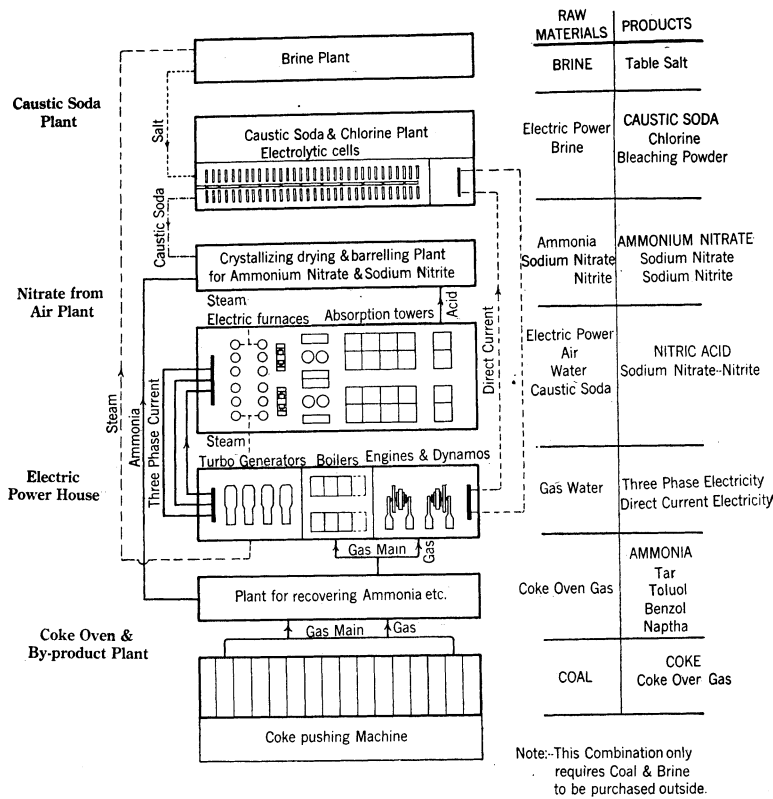 RAW
MATERIALS
PRODUCTS
Brine Plant
BRINE
Table Salt
Caustic Soda
Plant
Salt
Caustic Soda & Chlorine Plant
Electrolytic cells
Electric Power
Brine
CAUSTIC SODA
Chlorine
Bleaching Powder
Caustic Soda
Crystallizing drying & barrelling Plant
for Ammonium Nitrate & Sodium Nitrite
Ammonia
Sodium Nitrate
Nitrite
AMMONIUM NITRATE
Sodium Nitrate
Sodium Nitrite
Nitrate from
Air Plant
Steam
Electric furnaces
Absorption towers
Acid
Direct Current
Electric Power
Air
Water
Caustic Soda
NITRIC ACID
Sodium Nitrate--Nitrite
Steam
Ammonia
Three Phase Current
Steam
Electric
Power House
Turbo Generators
Boilers
Engines & Dynamos
Gas Water
Three Phase Electricity
Direct Current Electricity
Gas Main
Gas
Plant for recovering Ammonia etc.
Coke Oven Gas
AMMONIA
Tar
Toluol
Benzol
Naptha
Coke Oven &
By-product Plant
Gas Main
Gas
COAL
COKE
Coke Over Gas
Coke pushing Machine
Note:--This Combination only
requires Coal & Brine
to be purchased outside.